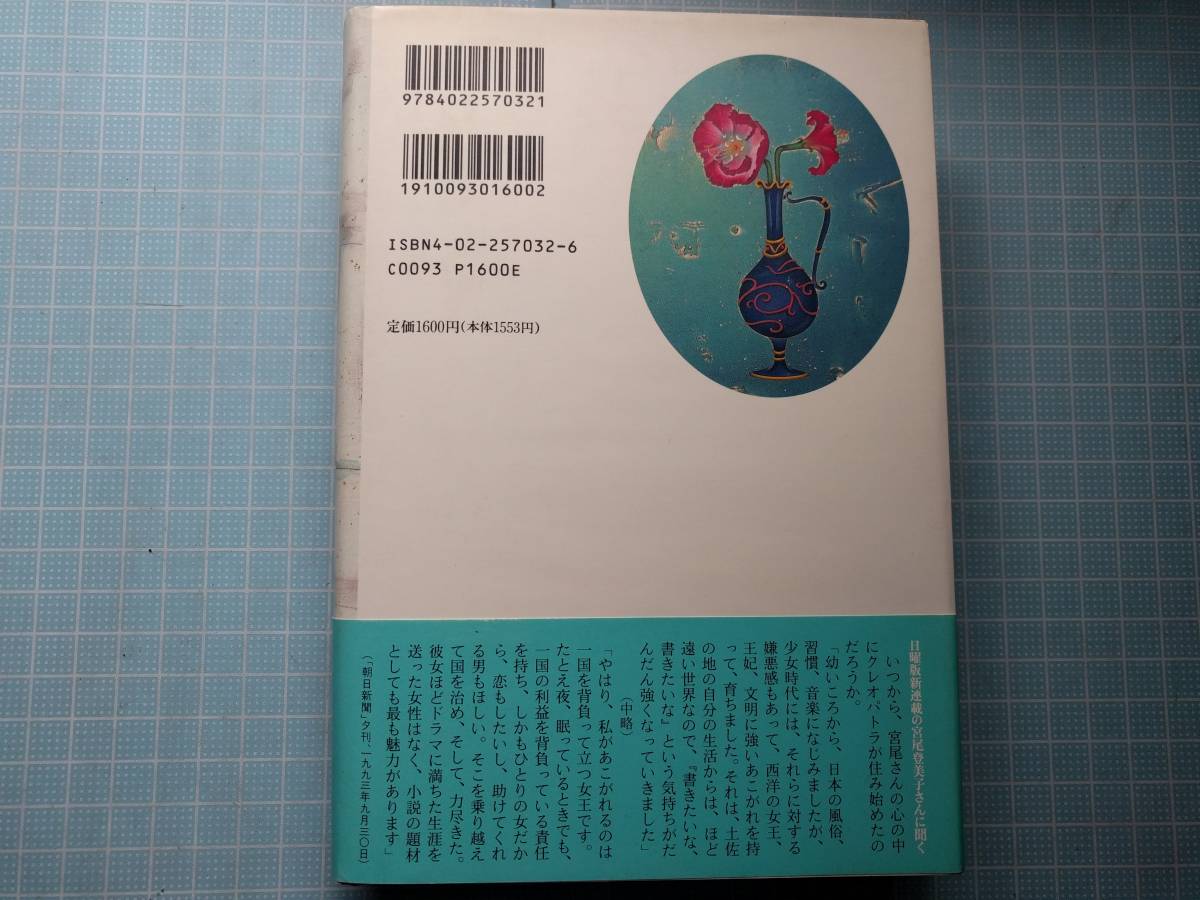 9784022570321
1910093016002
ISBN4-02-257032-6
C0093 P1600E
定価1600円(本体1553円)
日曜版新連載の宮尾登美子さんに聞く
いつから、宮尾さんの心の中
にクレオパトラが住み始めたの
だろうか。
「幼いころから、日本の風俗、
習慣、音楽になじみましたが、
少女時代には、それらに対する
嫌悪感もあって、西洋の女王、
王妃、文明に強いあこがれを持
って、育ちました。それは、土佐
の地の自分の生活からは、ほど
遠い世界なので、『書きたいな、
書きたいな』という気持ちがだ
んだん強くなっていきました」
(中略)
「やはり、私があこがれるのは
一国を背負って立つ女王です。
たとえ夜、眠っているときでも、
一国の利益を背負っている責任
を持ち、しかもひとりの女だか
ら、恋もしたいし、助けてくれ
る男もほしい。そこを乗り越え
て国を治め、そして、力尽きた。
彼女ほどドラマに満ちた生涯を
送った女性はなく、小説の題材
としても最も魅力があります」
(「朝日新聞」夕刊、一九九三年九月三〇日)